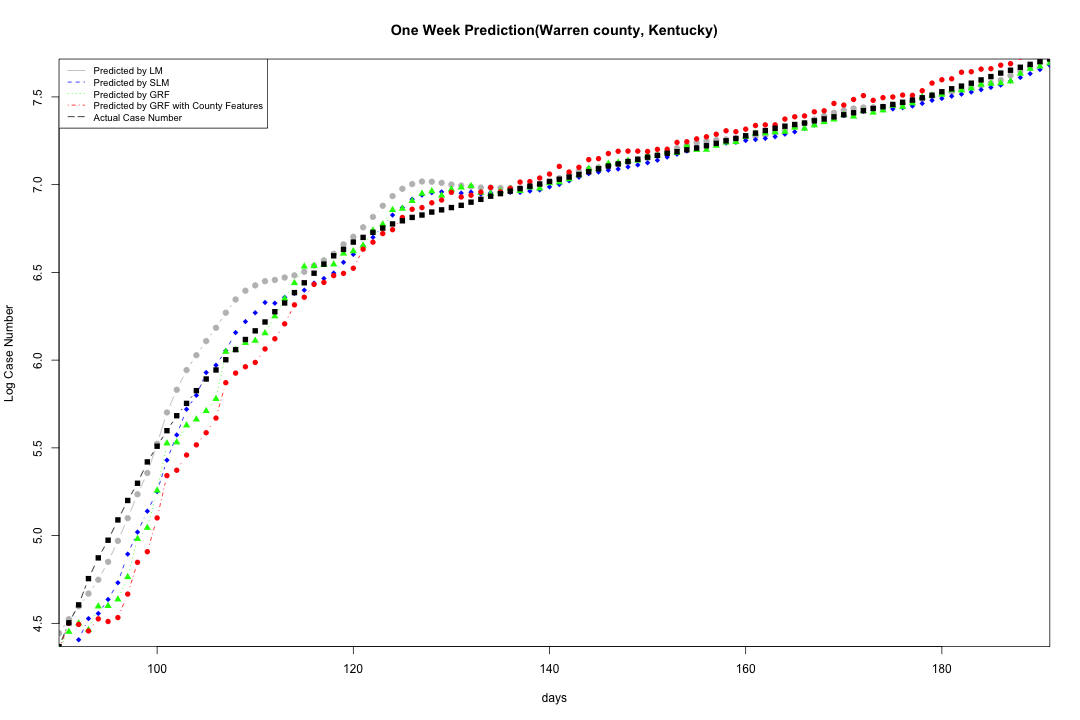 One Week Prediction(Warren county, Kentucky)
Predicted by LM
Predicted by SLM
Predicted by GRF
Predicted by GRF with County Features
Actual Case Number
Log Case Number
7.5
7.0
6.5
6.0
5.5
5.0
4.5
100 120 140 160 180
days